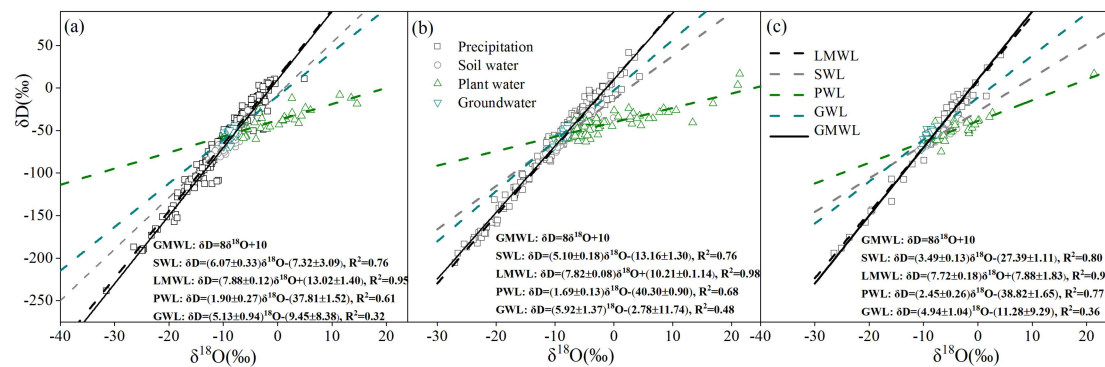 (a)
50
0
-50
-100
-150
-200
-250
δD(‰)
GMWL: δD=8δ¹⁸O+10
SWL: δD=(6.07±0.33)δ¹⁸O-(7.32±3.09), R²=0.76
LMWL: δD=(7.88±0.12)δ¹⁸O+(13.02±1.40), R²=0.95
PWL: δD=(1.90±0.27)δ¹⁸O-(37.81±1.52), R²=0.61
GWL: δD=(5.13±0.94)¹⁸O-(9.45±8.38), R²=0.32
-40 -30 -20 -10 0 10 20
δ¹⁸O(‰)
(b)
Precipitation
Soil water
Plant water
Groundwater
GMWL: δD=8δ¹⁸O+10
SWL: δD=(5.10±0.18)δ¹⁸O-(13.16±1.30), R²=0.76
LMWL: δD=(7.82±0.08)δ¹⁸O+(10.21±0.1.14), R²=0.98
PWL: δD=(1.69±0.13)δ¹⁸O-(40.30±0.90), R²=0.68
GWL: δD=(5.92±1.37)¹⁸O-(2.78±11.74), R²=0.48
-40 -30 -20 -10 0 10 20
δ¹⁸O(‰)
(c)
LMWL
SWL
PWL
GWL
GMWL
GMWL: δD=8δ¹⁸O+10
SWL: δD=(3.49±0.13)δ¹⁸O-(27.39±1.11), R²=0.80
LMWL: δD=(7.72±0.18)δ¹⁸O+(7.88±1.83), R²=0.9
PWL: δD=(2.45±0.26)δ¹⁸O-(38.82±1.65), R²=0.77
GWL: δD=(4.94±1.04)¹⁸O-(11.28±9.29), R²=0.36
-40 -30 -20 -10 0 10 20
δ¹⁸O(‰)